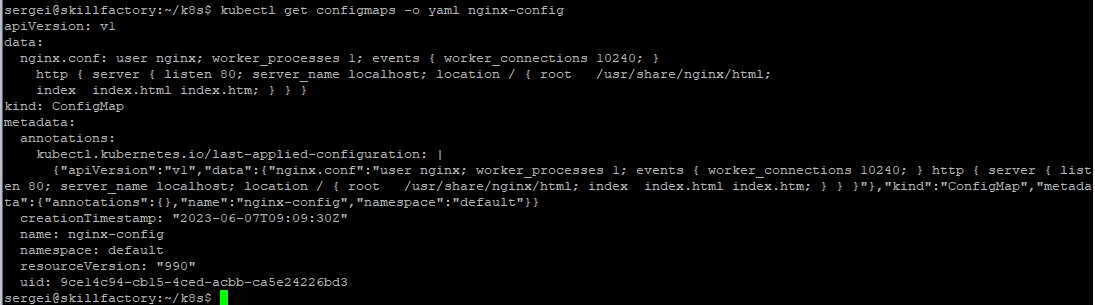 sergei@skillfactory:~/k8s$ kubectl get configmaps -o yaml nginx-config
apiVersion: v1
data:
  nginx.conf: user nginx; worker_processes 1; events { worker_connections 10240; }
    http { server { listen 80; server_name localhost; location / { root   /usr/share/nginx/html;
    index  index.html index.htm; } } }
kind: ConfigMap
metadata:
  annotations:
    kubectl.kubernetes.io/last-applied-configuration: |
      {"apiVersion":"v1","data":{"nginx.conf":"user nginx; worker_processes 1; events { worker_connections 10240; } http { server { list
en 80; server_name localhost; location / { root   /usr/share/nginx/html; index  index.html index.htm; } } }"},"kind":"ConfigMap","metada
ta":{"annotations":{},"name":"nginx-config","namespace":"default"}}
  creationTimestamp: "2023-06-07T09:09:30Z"
  name: nginx-config
  namespace: default
  resourceVersion: "990"
  uid: 9ce14c94-cb15-4ced-acbb-ca5e24226bd3
sergei@skillfactory:~/k8s$